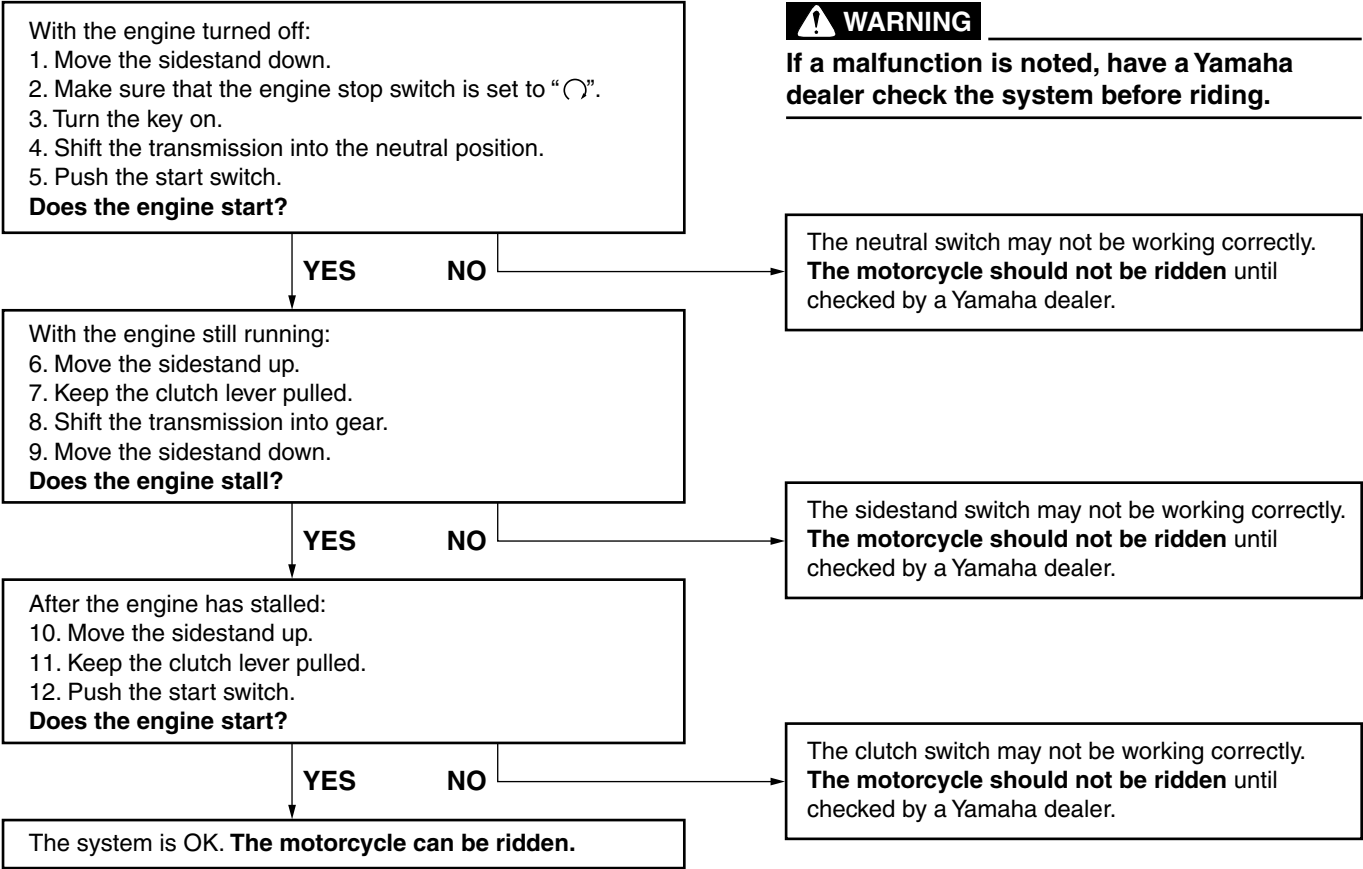 With the engine turned off:
1. Move the sidestand down.
2. Make sure that the engine stop switch is set to “ ”.
3. Turn the key on.
4. Shift the transmission into the neutral position.
5. Push the start switch.
Does the engine start?
WARNING
If a malfunction is noted, have a Yamaha
dealer check the system before riding.
YES NO
The neutral switch may not be working correctly.
The motorcycle should not be ridden until
checked by a Yamaha dealer.
With the engine still running:
6. Move the sidestand up.
7. Keep the clutch lever pulled.
8. Shift the transmission into gear.
9. Move the sidestand down.
Does the engine stall?
YES NO
The sidestand switch may not be working correctly.
The motorcycle should not be ridden until
checked by a Yamaha dealer.
After the engine has stalled:
10. Move the sidestand up.
11. Keep the clutch lever pulled.
12. Push the start switch.
Does the engine start?
YES NO
The clutch switch may not be working correctly.
The motorcycle should not be ridden until
checked by a Yamaha dealer.
The system is OK. The motorcycle can be ridden.